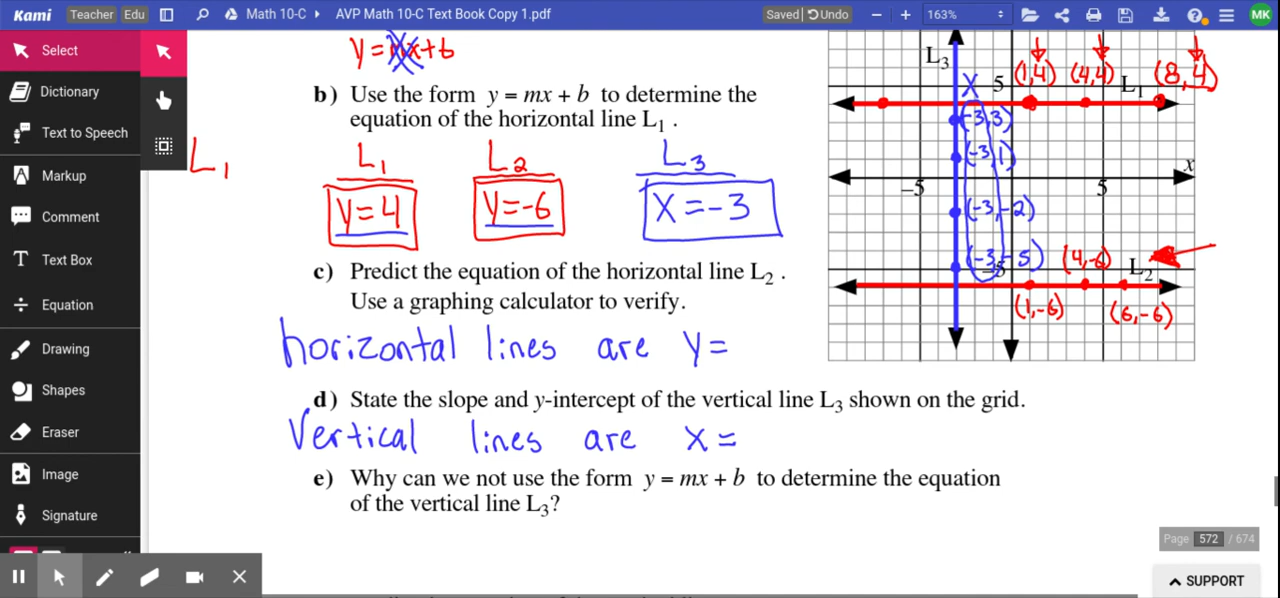 Kami Teacher Edu Math 10-C AVP Math 10-C Text Book Copy 1.pdf Saved Undo 163% MK
Select
Dictionary
Text to Speech
Markup
Comment
Text Box
Equation
Drawing
Shapes
Eraser
Image
Signature
y = mx + b
b) Use the form y = mx + b to determine the
equation of the horizontal line L₁ .
L₁
L₁ L₂ L₃
y = 4 y = -6 x = -3
c) Predict the equation of the horizontal line L₂ .
Use a graphing calculator to verify.
horizontal lines are y =
d) State the slope and y-intercept of the vertical line L₃ shown on the grid.
Vertical lines are x =
e) Why can we not use the form y = mx + b to determine the equation
of the vertical line L₃?
L₃
X 5 (1,4) (4,4) L₁ (8,4)
(-3,3)
(-3,1)
x
-5 5
(-3,-2)
(-3,-5) -5 (4,-6) L₂
(1,-6) (6,-6)
Page 572 / 674
SUPPORT